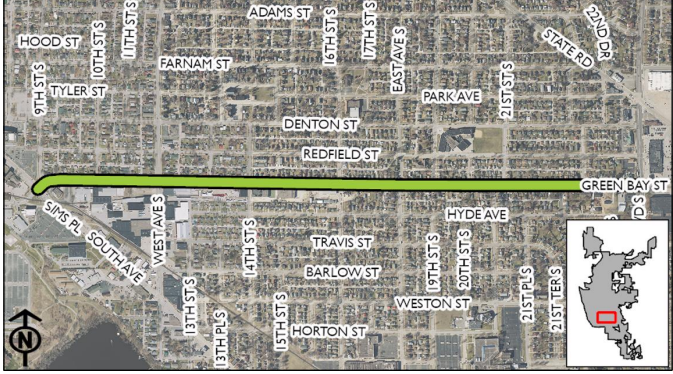 ADAMS ST
HOOD ST
10TH ST S
11TH ST S
16TH ST S
17TH ST S
22ND DR
STATE RD
FARNAM ST
EAST AVE S
9TH ST S
TYLER ST
PARK AVE
21ST ST S
DENTON ST
REDFIELD ST
GREEN BAY ST
SIMS PL
SOUTH AVE
WEST AVE S
HYDE AVE
14TH ST S
TRAVIS ST
BARLOW ST
19TH ST S
20TH ST S
WESTON ST
13TH ST S
13TH PL S
15TH ST S
HORTON ST
21ST PL S
21ST TER S
N